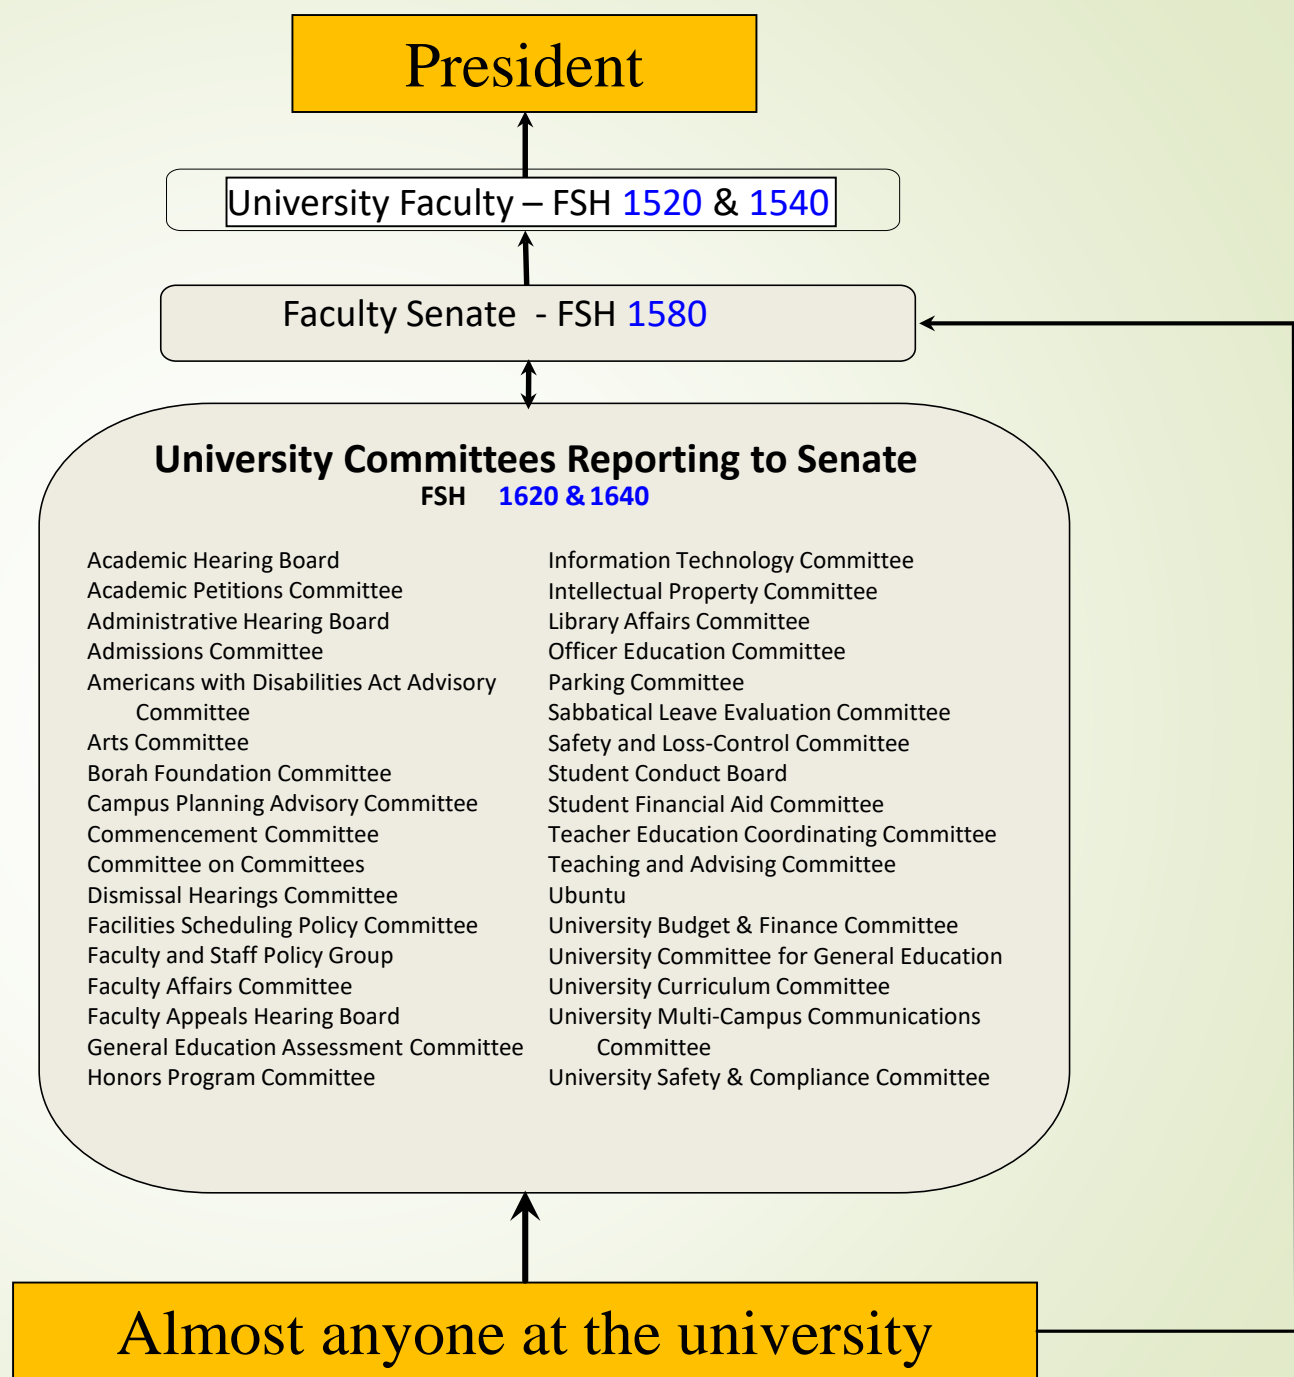 President
University Faculty – FSH 1520 & 1540
Faculty Senate - FSH 1580
University Committees Reporting to Senate
FSH 1620 & 1640
Academic Hearing Board
Academic Petitions Committee
Administrative Hearing Board
Admissions Committee
Americans with Disabilities Act Advisory
Committee
Arts Committee
Borah Foundation Committee
Campus Planning Advisory Committee
Commencement Committee
Committee on Committees
Dismissal Hearings Committee
Facilities Scheduling Policy Committee
Faculty and Staff Policy Group
Faculty Affairs Committee
Faculty Appeals Hearing Board
General Education Assessment Committee
Honors Program Committee
Information Technology Committee
Intellectual Property Committee
Library Affairs Committee
Officer Education Committee
Parking Committee
Sabbatical Leave Evaluation Committee
Safety and Loss-Control Committee
Student Conduct Board
Student Financial Aid Committee
Teacher Education Coordinating Committee
Teaching and Advising Committee
Ubuntu
University Budget & Finance Committee
University Committee for General Education
University Curriculum Committee
University Multi-Campus Communications
Committee
University Safety & Compliance Committee
Almost anyone at the university